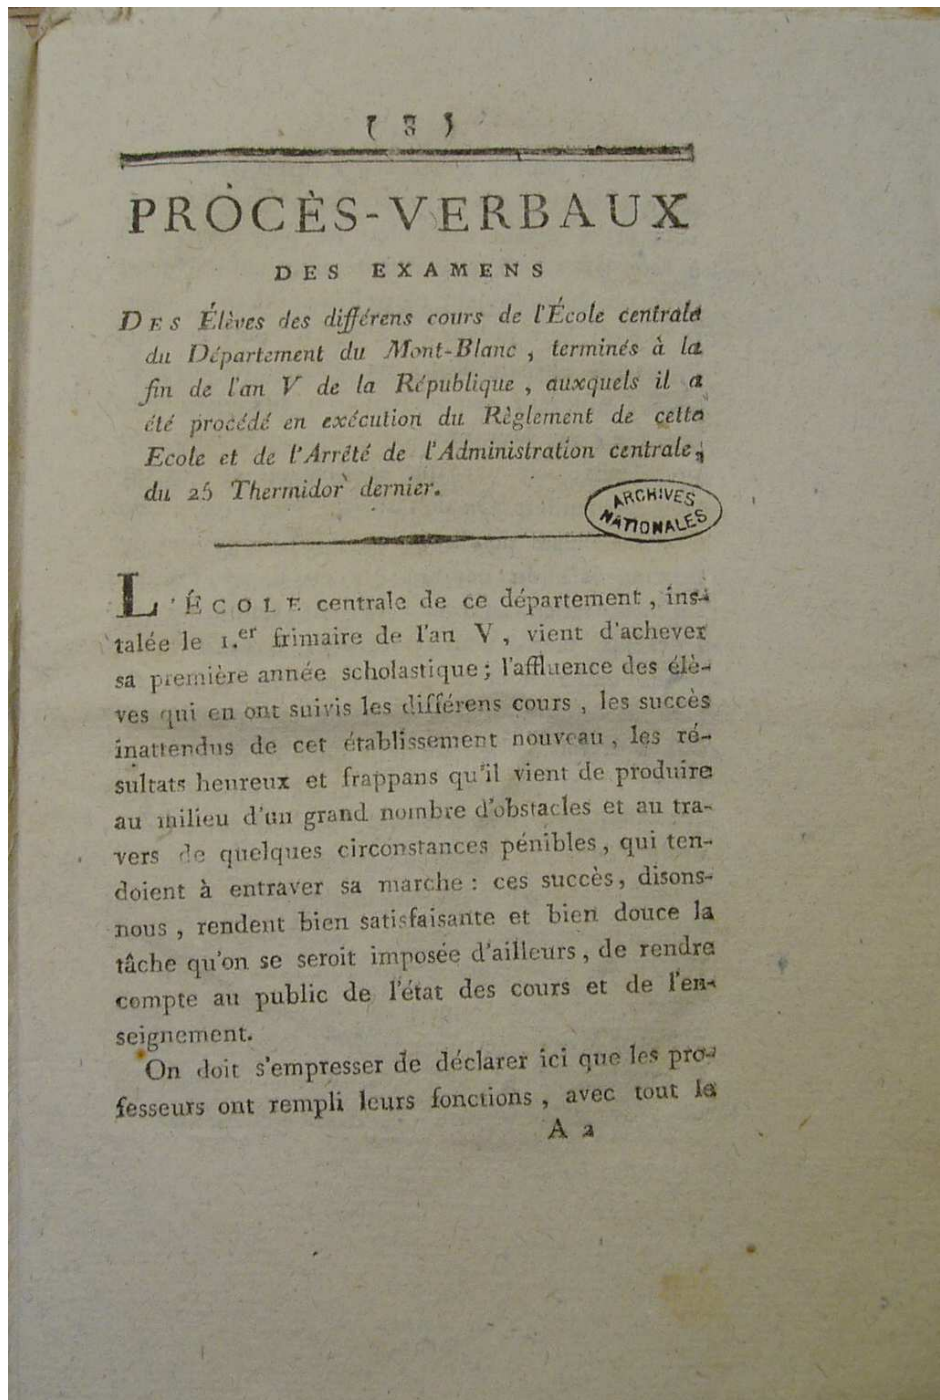 PROCÈS-VERBAUX
DES EXAMENS
DES Élèves des différens cours de l'École centrale
du Département du Mont-Blanc , terminés à la
fin de l'an V de la République , auxquels il a
été procédé en exécution du Règlement de cette
Ecole et de l'Arrêté de l'Administration centrale,
du 25 Thermidor dernier.
ARCHIVES
NATIONALES
L'ÉCOLE centrale de ce département , ins-
talée le 1.er frimaire de l'an V , vient d'achever
sa première année scholastique ; l'affluence des élè-
ves qui en ont suivis les différens cours , les succès
inattendus de cet établissement nouveau , les ré-
sultats heureux et frappans qu'il vient de produire
au milieu d'un grand nombre d'obstacles et au tra-
vers de quelques circonstances pénibles , qui ten-
doient à entraver sa marche : ces succès , disons-
nous , rendent bien satisfaisante et bien douce la
tâche qu'on se seroit imposée d'ailleurs , de rendre
compte au public de l'état des cours et de l'en-
seignement.
On doit s'empresser de déclarer ici que les pro-
fesseurs ont rempli leurs fonctions , avec tout le
A 2